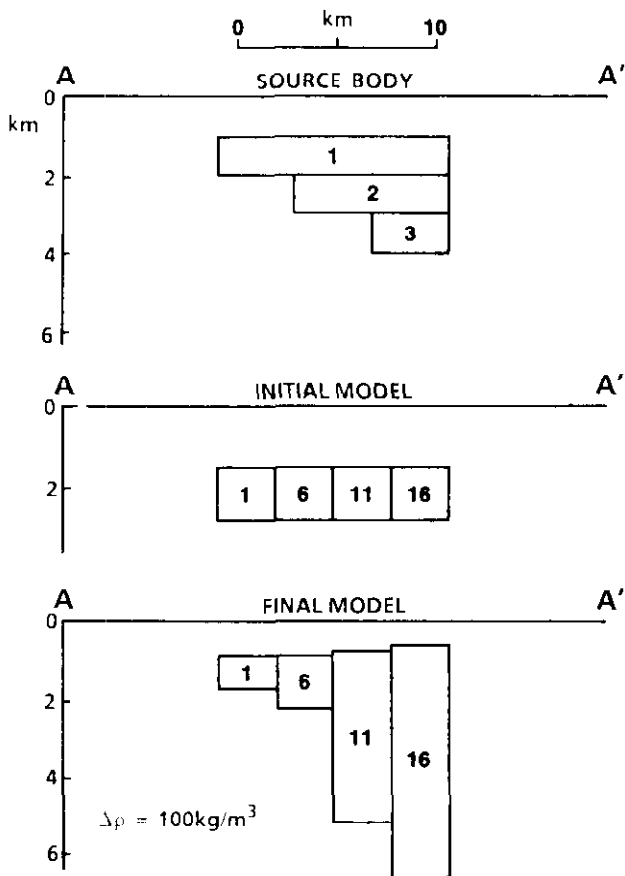 km
0 10
A SOURCE BODY A'
0
km
1
2
2
3
4
6
A INITIAL MODEL A'
0
1 6 11 16
2
A FINAL MODEL A'
0
1
6
2
11
16
4
Δρ = 100kg/m³
6